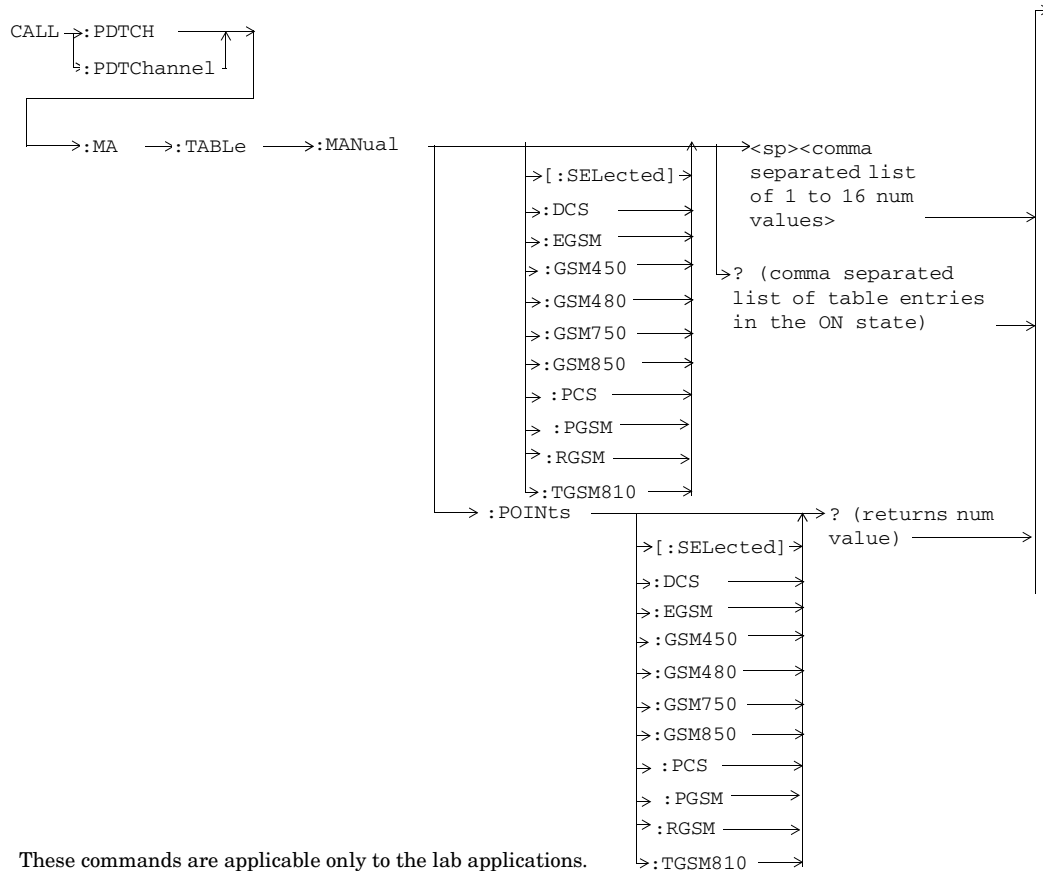 CALL :PDTCH
:PDTChannel
:MA :TABLe :MANual
<sp><comma
separated list
of 1 to 16 num
values>
[:SELected]
:DCS
:EGSM
:GSM450
:GSM480
:GSM750
:GSM850
:PCS
:PGSM
:RGSM
:TGSM810
? (comma separated
list of table entries
in the ON state)
:POINts
? (returns num
value)
[:SELected]
:DCS
:EGSM
:GSM450
:GSM480
:GSM750
:GSM850
:PCS
:PGSM
:RGSM
:TGSM810
These commands are applicable only to the lab applications.